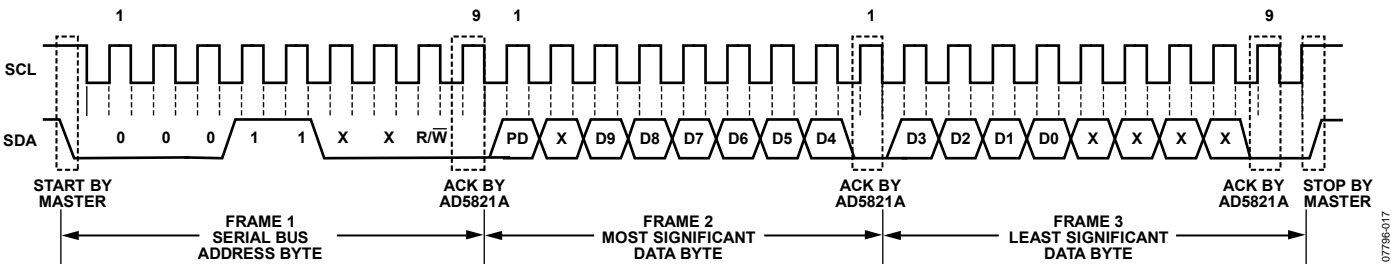 1 9 1 1 9
SCL
SDA 0 0 0 1 1 X X R/W̅ PD X D9 D8 D7 D6 D5 D4 D3 D2 D1 D0 X X X X
START BY
MASTER
ACK BY
AD5821A
ACK BY
AD5821A
ACK BY
AD5821A
STOP BY
MASTER
FRAME 1
SERIAL BUS
ADDRESS BYTE
FRAME 2
MOST SIGNIFICANT
DATA BYTE
FRAME 3
LEAST SIGNIFICANT
DATA BYTE
07796-017